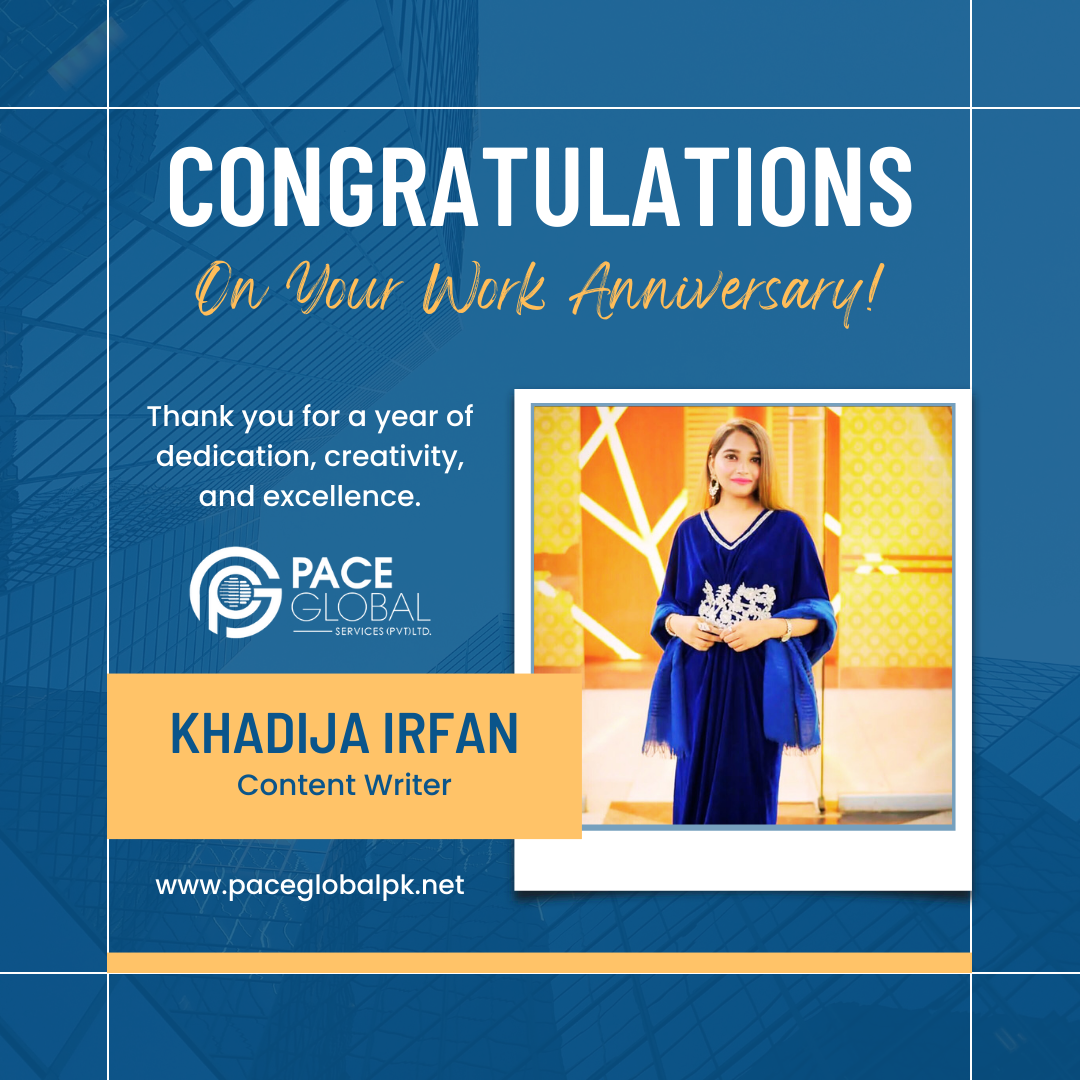 CONGRATULATIONS
On Your Work Anniversary!
Thank you for a year of
dedication, creativity,
and excellence.
PACE
GLOBAL
SERVICES (PVT)LTD.
KHADIJA IRFAN
Content Writer
www.paceglobalpk.net